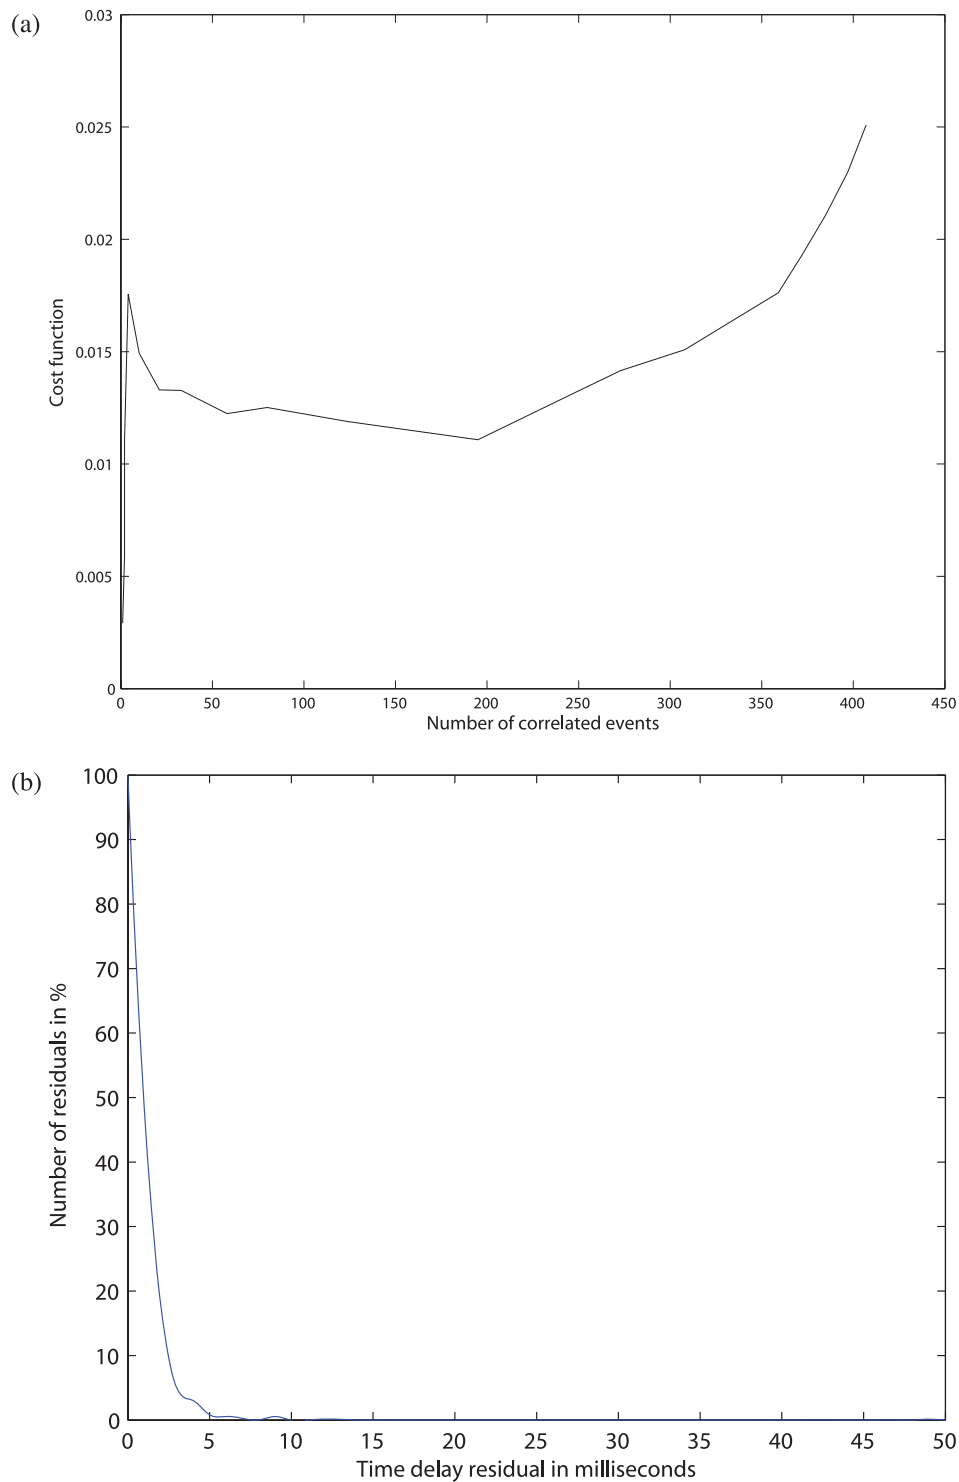 (a)
0.03
0.025
0.02
0.015
0.01
0.005
0
Cost function
0 50 100 150 200 250 300 350 400 450
Number of correlated events
(b)
100
90
80
70
60
50
40
30
20
10
0
Number of residuals in %
0 5 10 15 20 25 30 35 40 45 50
Time delay residual in milliseconds